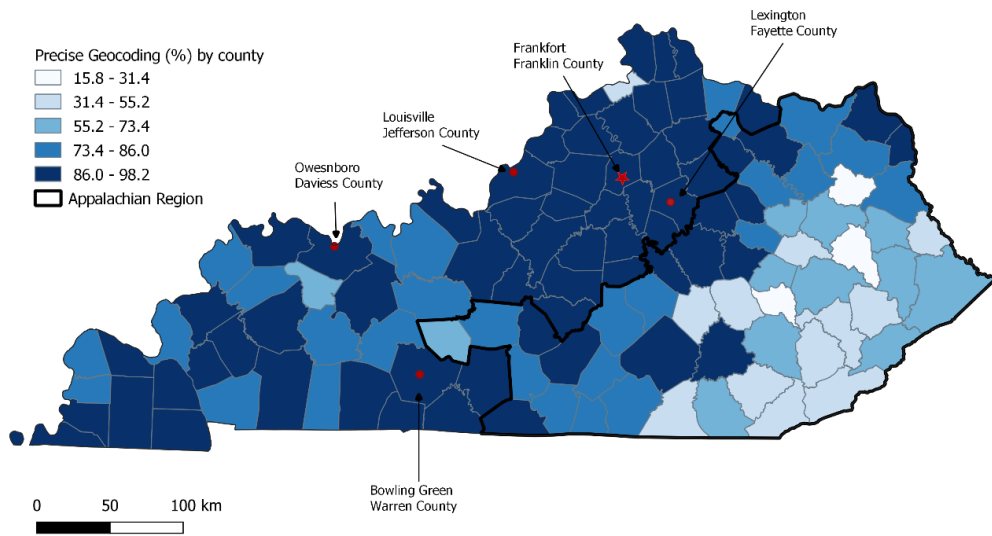 Lexington
Fayette County
Frankfort
Franklin County
Precise Geocoding (%) by county
15.8 - 31.4
31.4 - 55.2
55.2 - 73.4
73.4 - 86.0
86.0 - 98.2
Appalachian Region
Louisville
Jefferson County
Owesnboro
Daviess County
Bowling Green
Warren County
0 50 100 km